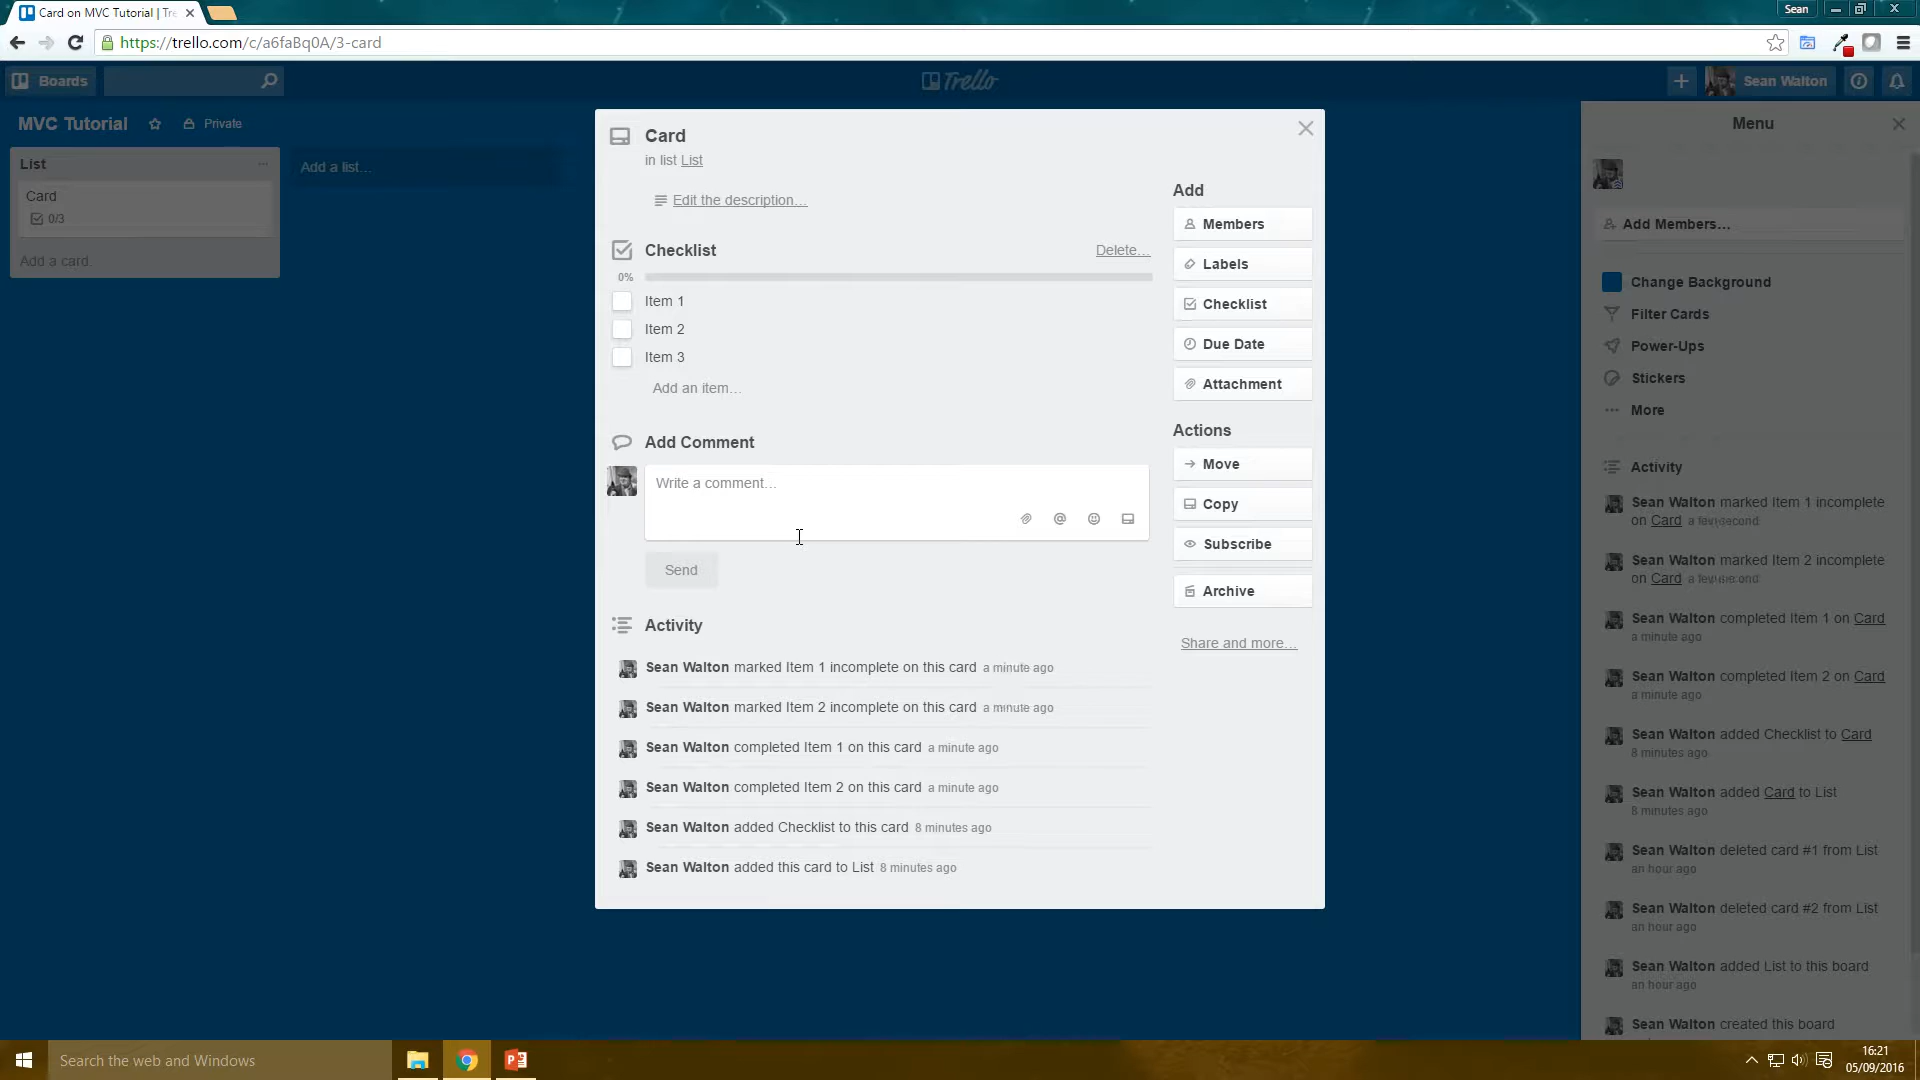 Card on MVC Tutorial | Tre
Sean
https://trello.com/c/a6faBq0A/3-card
Boards
Trello
Sean Walton
MVC Tutorial
Private
List
Card
0/3
Add a card
Add a list…
Card
in list List
Edit the description…
Checklist
Delete…
0%
Item 1
Item 2
Item 3
Add an item…
Add Comment
Write a comment…
Send
Activity
Sean Walton marked Item 1 incomplete on this card a minute ago
Sean Walton marked Item 2 incomplete on this card a minute ago
Sean Walton completed Item 1 on this card a minute ago
Sean Walton completed Item 2 on this card a minute ago
Sean Walton added Checklist to this card 8 minutes ago
Sean Walton added this card to List 8 minutes ago
Add
Members
Labels
Checklist
Due Date
Attachment
Actions
Move
Copy
Subscribe
Archive
Share and more…
Menu
Add Members…
Change Background
Filter Cards
Power-Ups
Stickers
More
Activity
Sean Walton marked Item 1 incomplete
on Card
Sean Walton marked Item 2 incomplete
on Card
Sean Walton completed Item 1 on Card
a minute ago
Sean Walton completed Item 2 on Card
a minute ago
Sean Walton added Checklist to Card
8 minutes ago
Sean Walton added Card to List
8 minutes ago
Sean Walton deleted card #1 from List
an hour ago
Sean Walton deleted card #2 from List
an hour ago
Sean Walton added List to this board
an hour ago
Sean Walton created this board
Search the web and Windows
16:21
05/09/2016